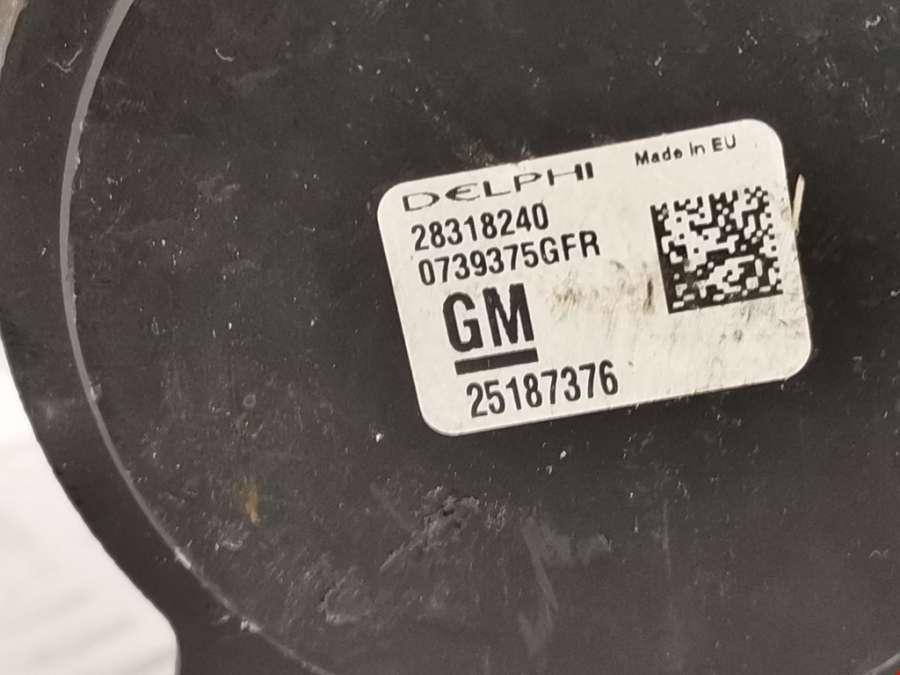 DELPHI Made in EU
28318240
0739375GFR
GM
25187376